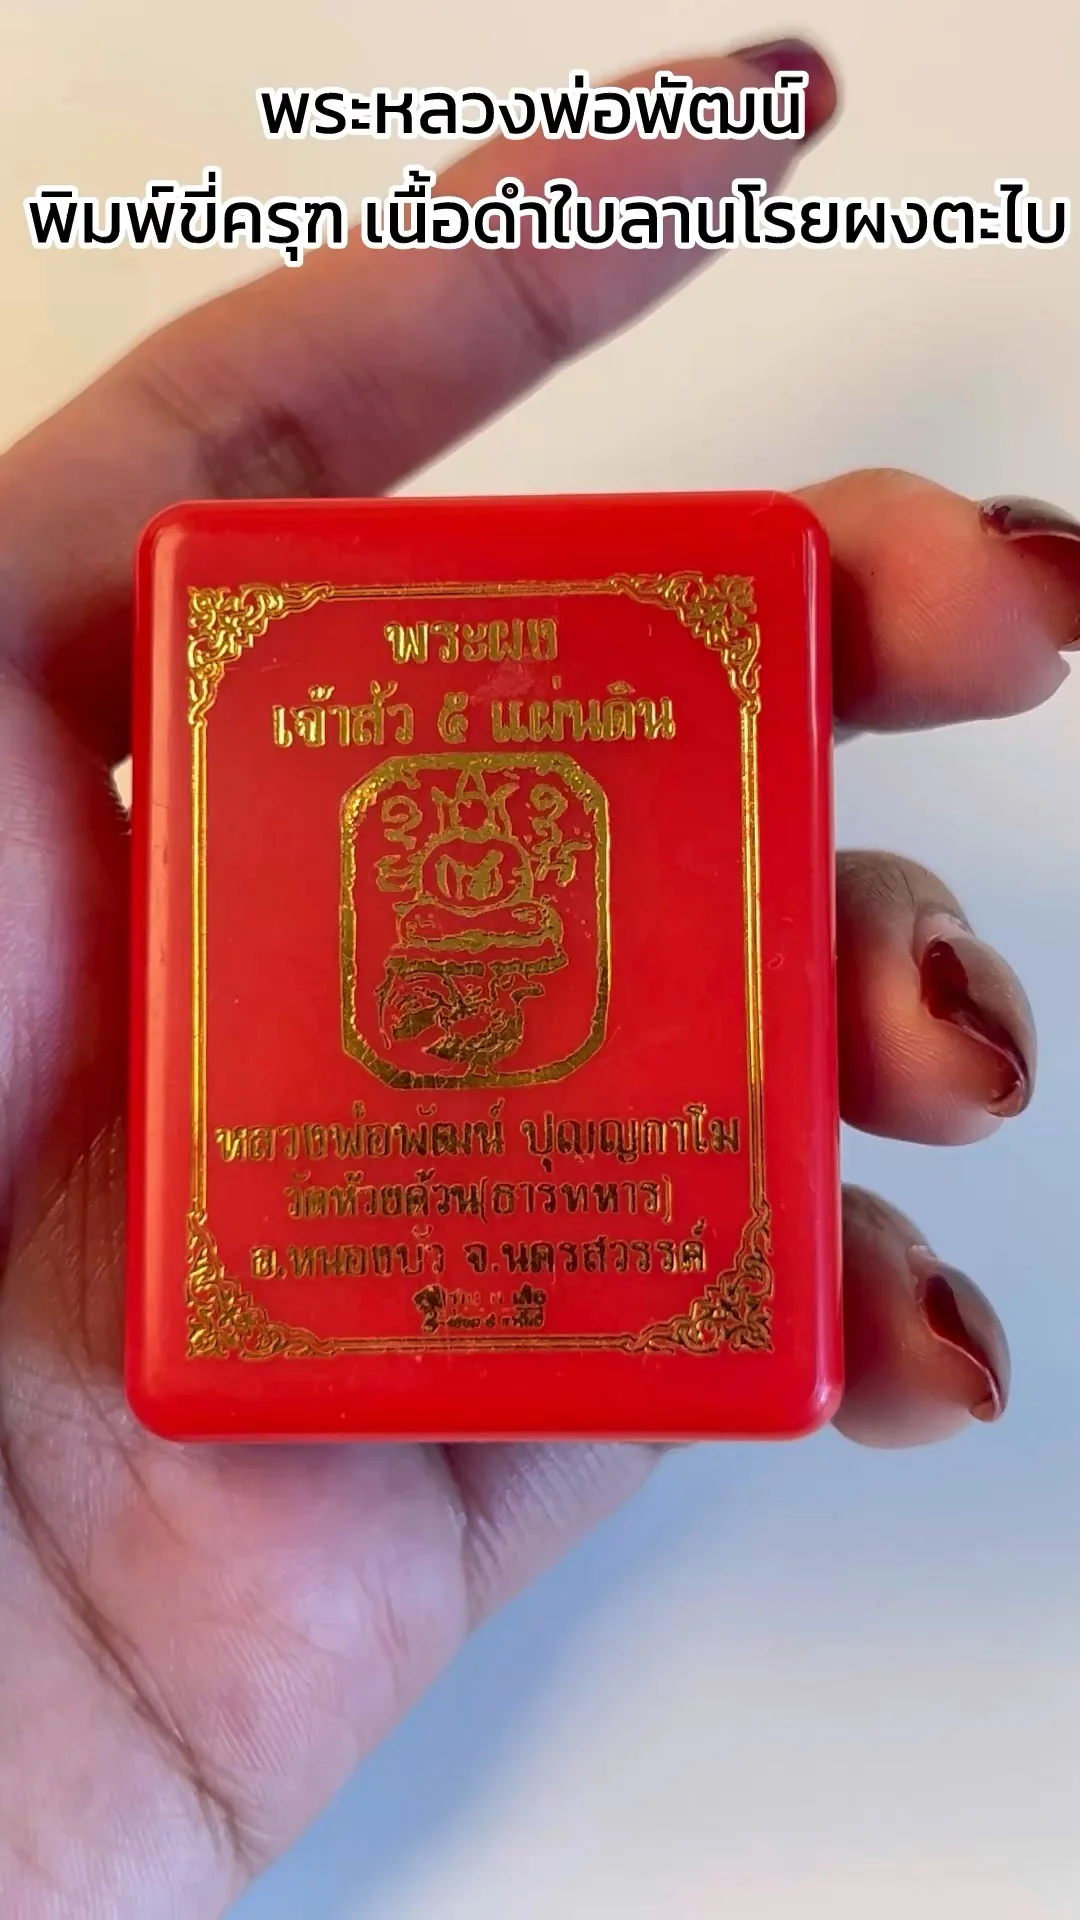 พระหลวงพ่อพัฒน์
พิมพ์ขี่ครุฑ เนื้อดำใบลานโรยผงตะไบ
พระผง
เจ้าสัว ๕ แผ่นดิน
หลวงพ่อพัฒน์ ปุญญกาโม
วัดห้วยด้วน(ธารทหาร)
อ.หนองบัว จ.นครสวรรค์